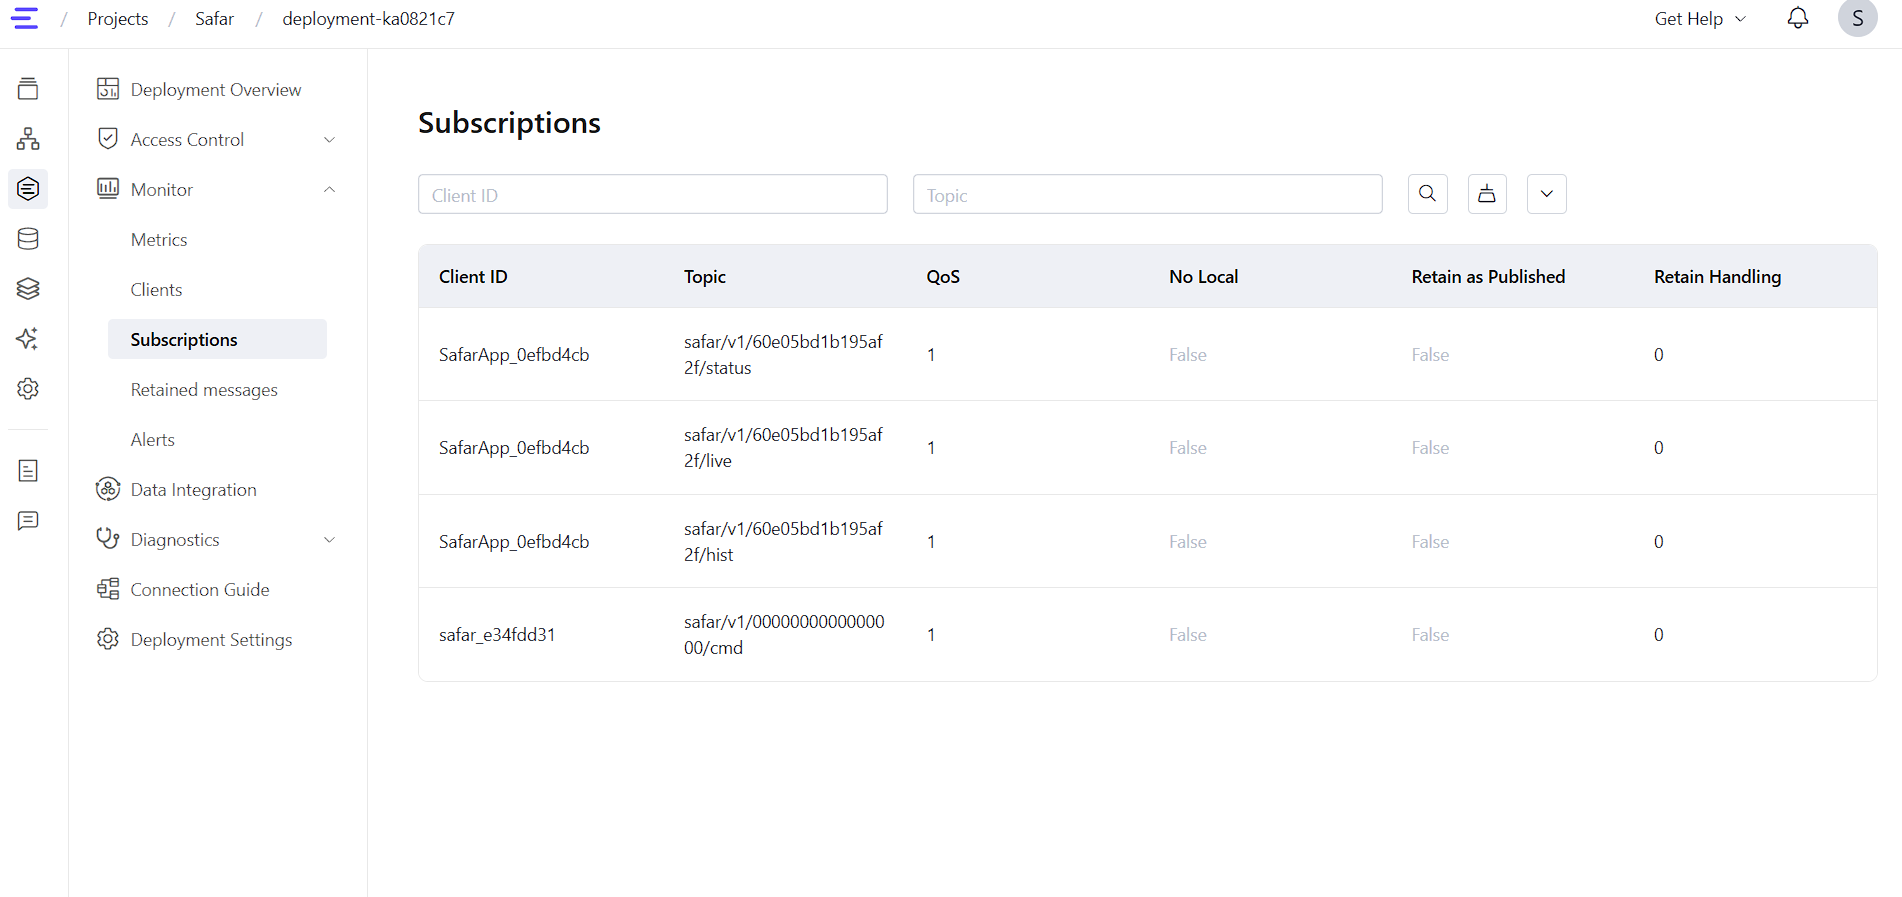 / Projects / Safar / deployment-ka0821c7
Get Help
S
Deployment Overview
Access Control
Monitor
Metrics
Clients
Subscriptions
Retained messages
Alerts
Data Integration
Diagnostics
Connection Guide
Deployment Settings
Subscriptions
Client ID
Topic
Client ID Topic QoS No Local Retain as Published Retain Handling
SafarApp_0efbd4cb safar/v1/60e05bd1b195af 1 False False 0
2f/status
SafarApp_0efbd4cb safar/v1/60e05bd1b195af 1 False False 0
2f/live
SafarApp_0efbd4cb safar/v1/60e05bd1b195af 1 False False 0
2f/hist
safar_e34fdd31 safar/v1/00000000000000 1 False False 0
00/cmd